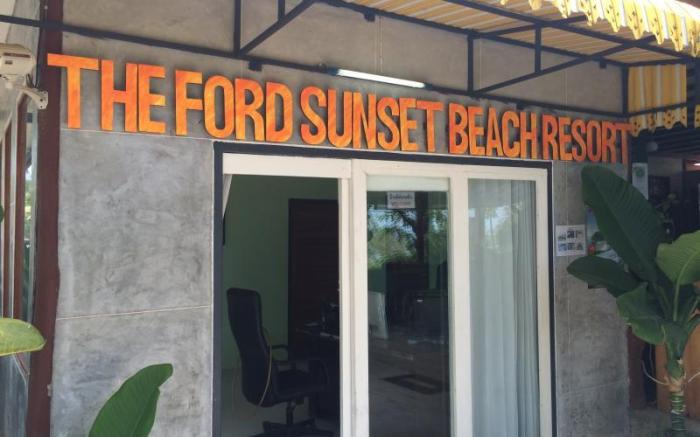 THE FORD SUNSET BEACH RESORT